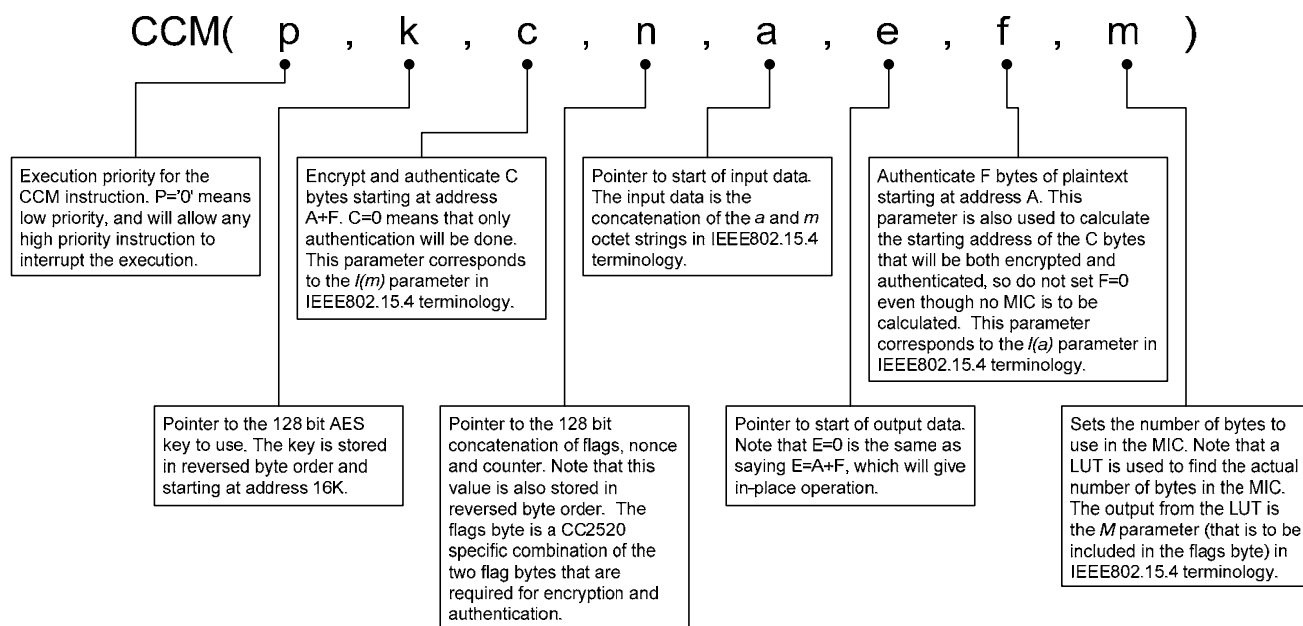 CCM( p , k , c , n , a , e , f , m )
Execution priority for the
CCM instruction. P='0' means
low priority, and will allow any
high priority instruction to
interrupt the execution.
Encrypt and authenticate C
bytes starting at address
A+F. C=0 means that only
authentication will be done.
This parameter corresponds
to the l(m) parameter in
IEEE802.15.4 terminology.
Pointer to start of input data.
The input data is the
concatenation of the a and m
octet strings in IEEE802.15.4
terminology.
Authenticate F bytes of plaintext
starting at address A. This
parameter is also used to calculate
the starting address of the C bytes
that will be both encrypted and
authenticated, so do not set F=0
even though no MIC is to be
calculated.  This parameter
corresponds to the l(a) parameter in
IEEE802.15.4 terminology.
Pointer to the 128 bit AES
key to use. The key is stored
in reversed byte order and
starting at address 16K.
Pointer to the 128 bit
concatenation of flags, nonce
and counter. Note that this
value is also stored in
reversed byte order.  The
flags byte is a CC2520
specific combination of the
two flag bytes that are
required for encryption and
authentication.
Pointer to start of output data.
Note that E=0 is the same as
saying E=A+F, which will give
in-place operation.
Sets the number of bytes to
use in the MIC. Note that a
LUT is used to find the actual
number of bytes in the MIC.
The output from the LUT is
the M parameter (that is to be
included in the flags byte) in
IEEE802.15.4 terminology.